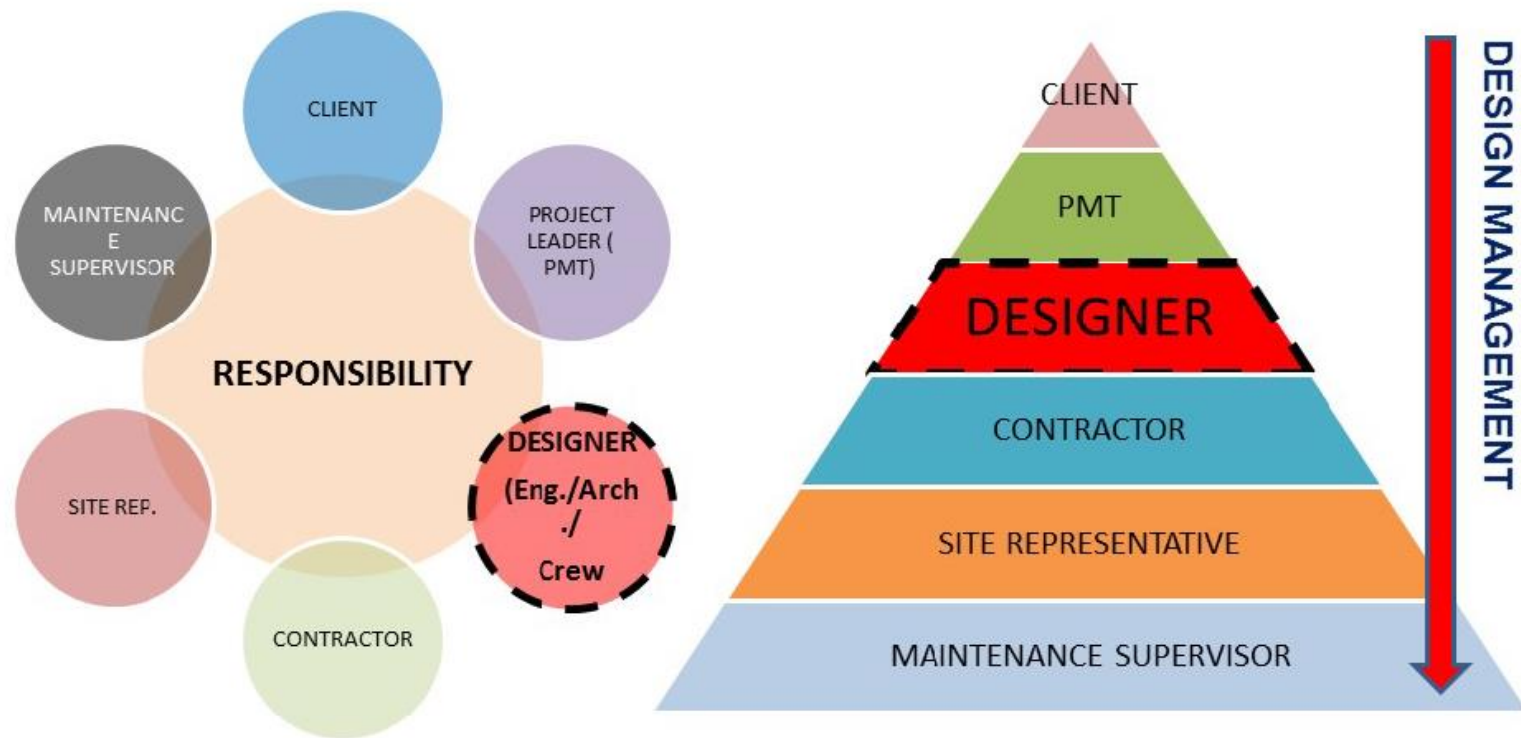 CLIENT
MAINTENANC
E
SUPERVISOR
PROJECT
LEADER (
PMT)
RESPONSIBILITY
SITE REP.
DESIGNER
(Eng./Arch
./
Crew
CONTRACTOR
CLIENT
PMT
DESIGNER
CONTRACTOR
SITE REPRESENTATIVE
MAINTENANCE SUPERVISOR
DESIGN MANAGEMENT